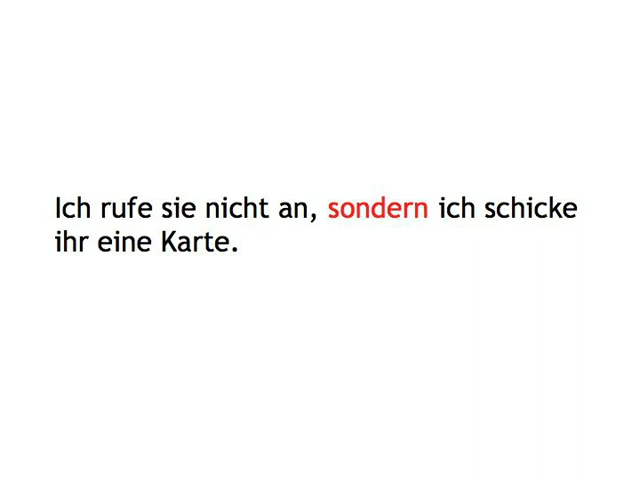 Ich rufe sie nicht an, sondern ich schicke
ihr eine Karte.